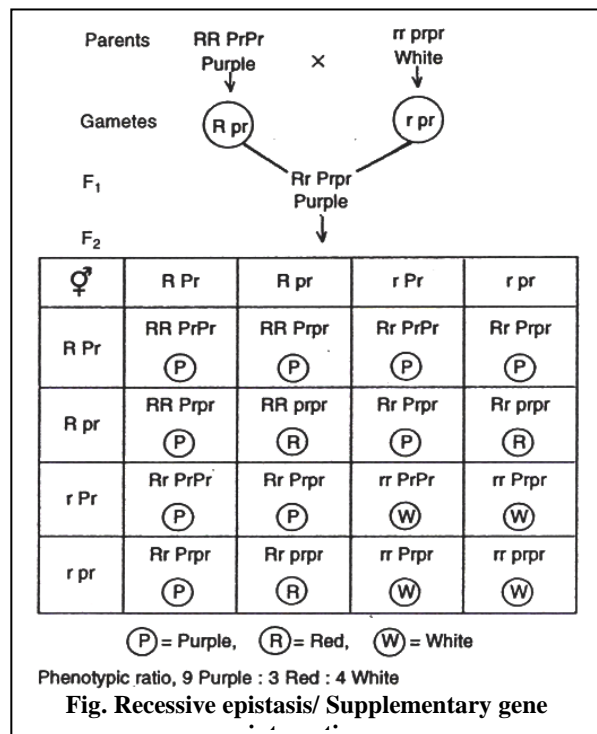 Parents RR PrPr × rr prpr
Purple White
Gametes R pr r pr
F1 Rr Prpr
Purple
F2
⚥ R Pr R pr r Pr r pr
R Pr RR PrPr RR Prpr Rr PrPr Rr Prpr
P P P P
R pr RR Prpr RR prpr Rr Prpr Rr prpr
P R P R
r Pr Rr PrPr Rr Prpr rr PrPr rr Prpr
P P W W
r pr Rr Prpr Rr prpr rr Prpr rr prpr
P R W W
P = Purple, R = Red, W = White
Phenotypic ratio, 9 Purple : 3 Red : 4 White
Fig. Recessive epistasis/ Supplementary gene